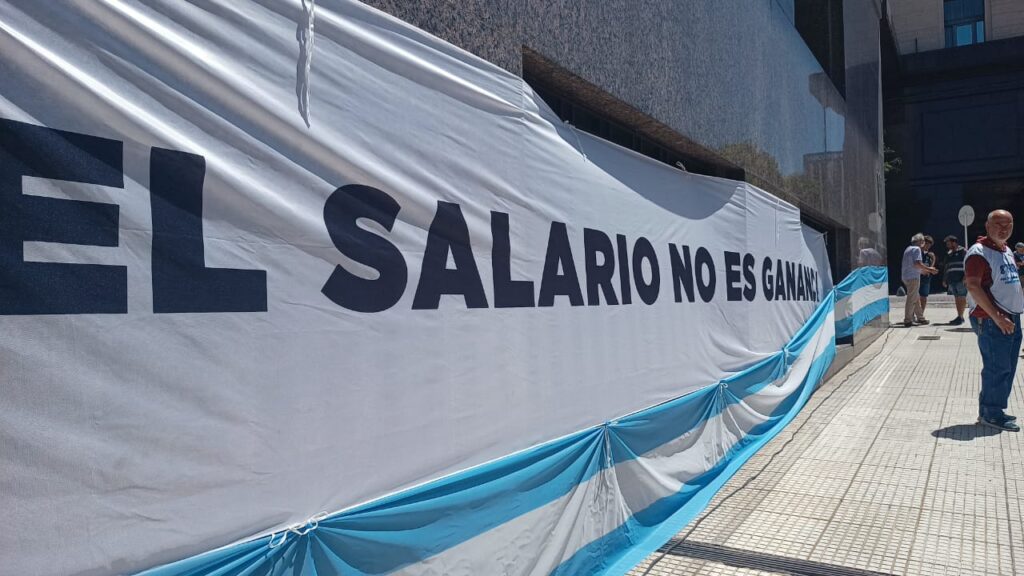 EL SALARIO NO ES GANANCI